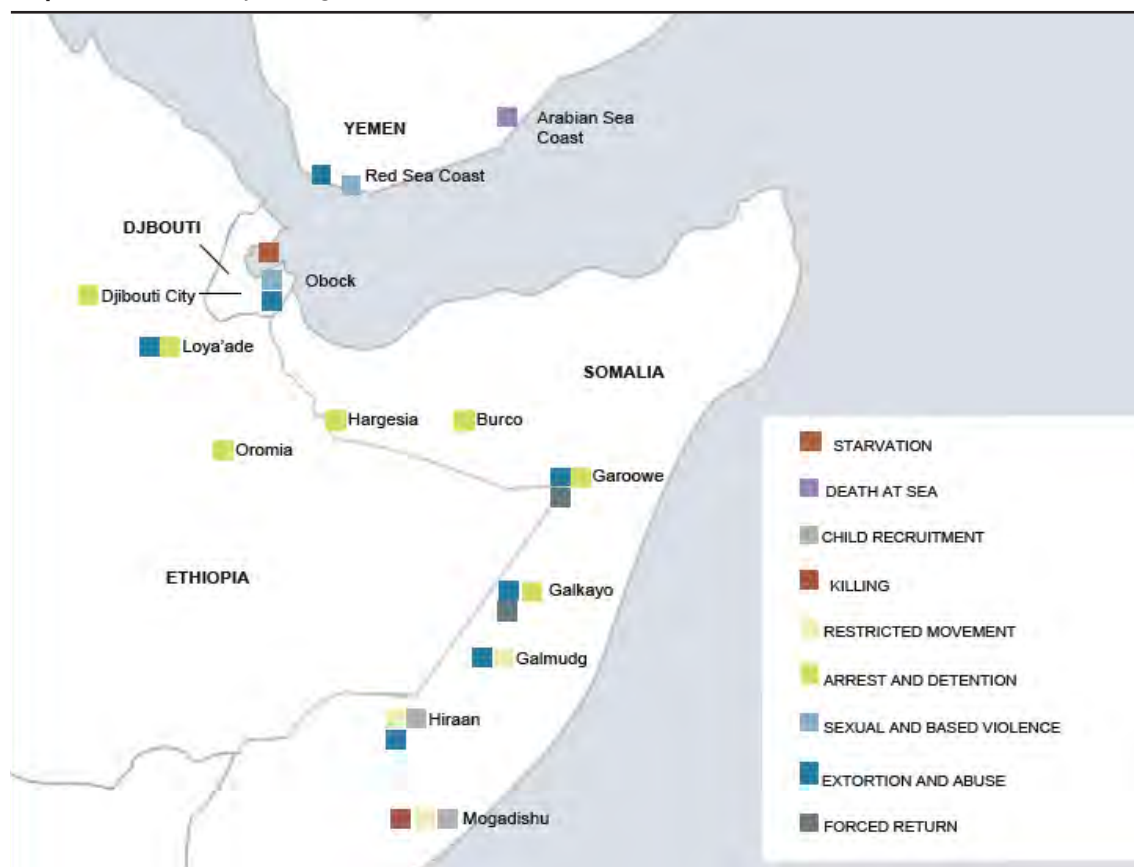 YEMEN
Arabian Sea
Coast
Red Sea Coast
DJBOUTI
Obock
Djibouti City
Loya'ade
SOMALIA
Hargesia
Burco
Oromia
Garoowe
ETHIOPIA
Galkayo
Galmudg
Hiraan
Mogadishu
STARVATION
DEATH AT SEA
CHILD RECRUITMENT
KILLING
RESTRICTED MOVEMENT
ARREST AND DETENTION
SEXUAL AND BASED VIOLENCE
EXTORTION AND ABUSE
FORCED RETURN